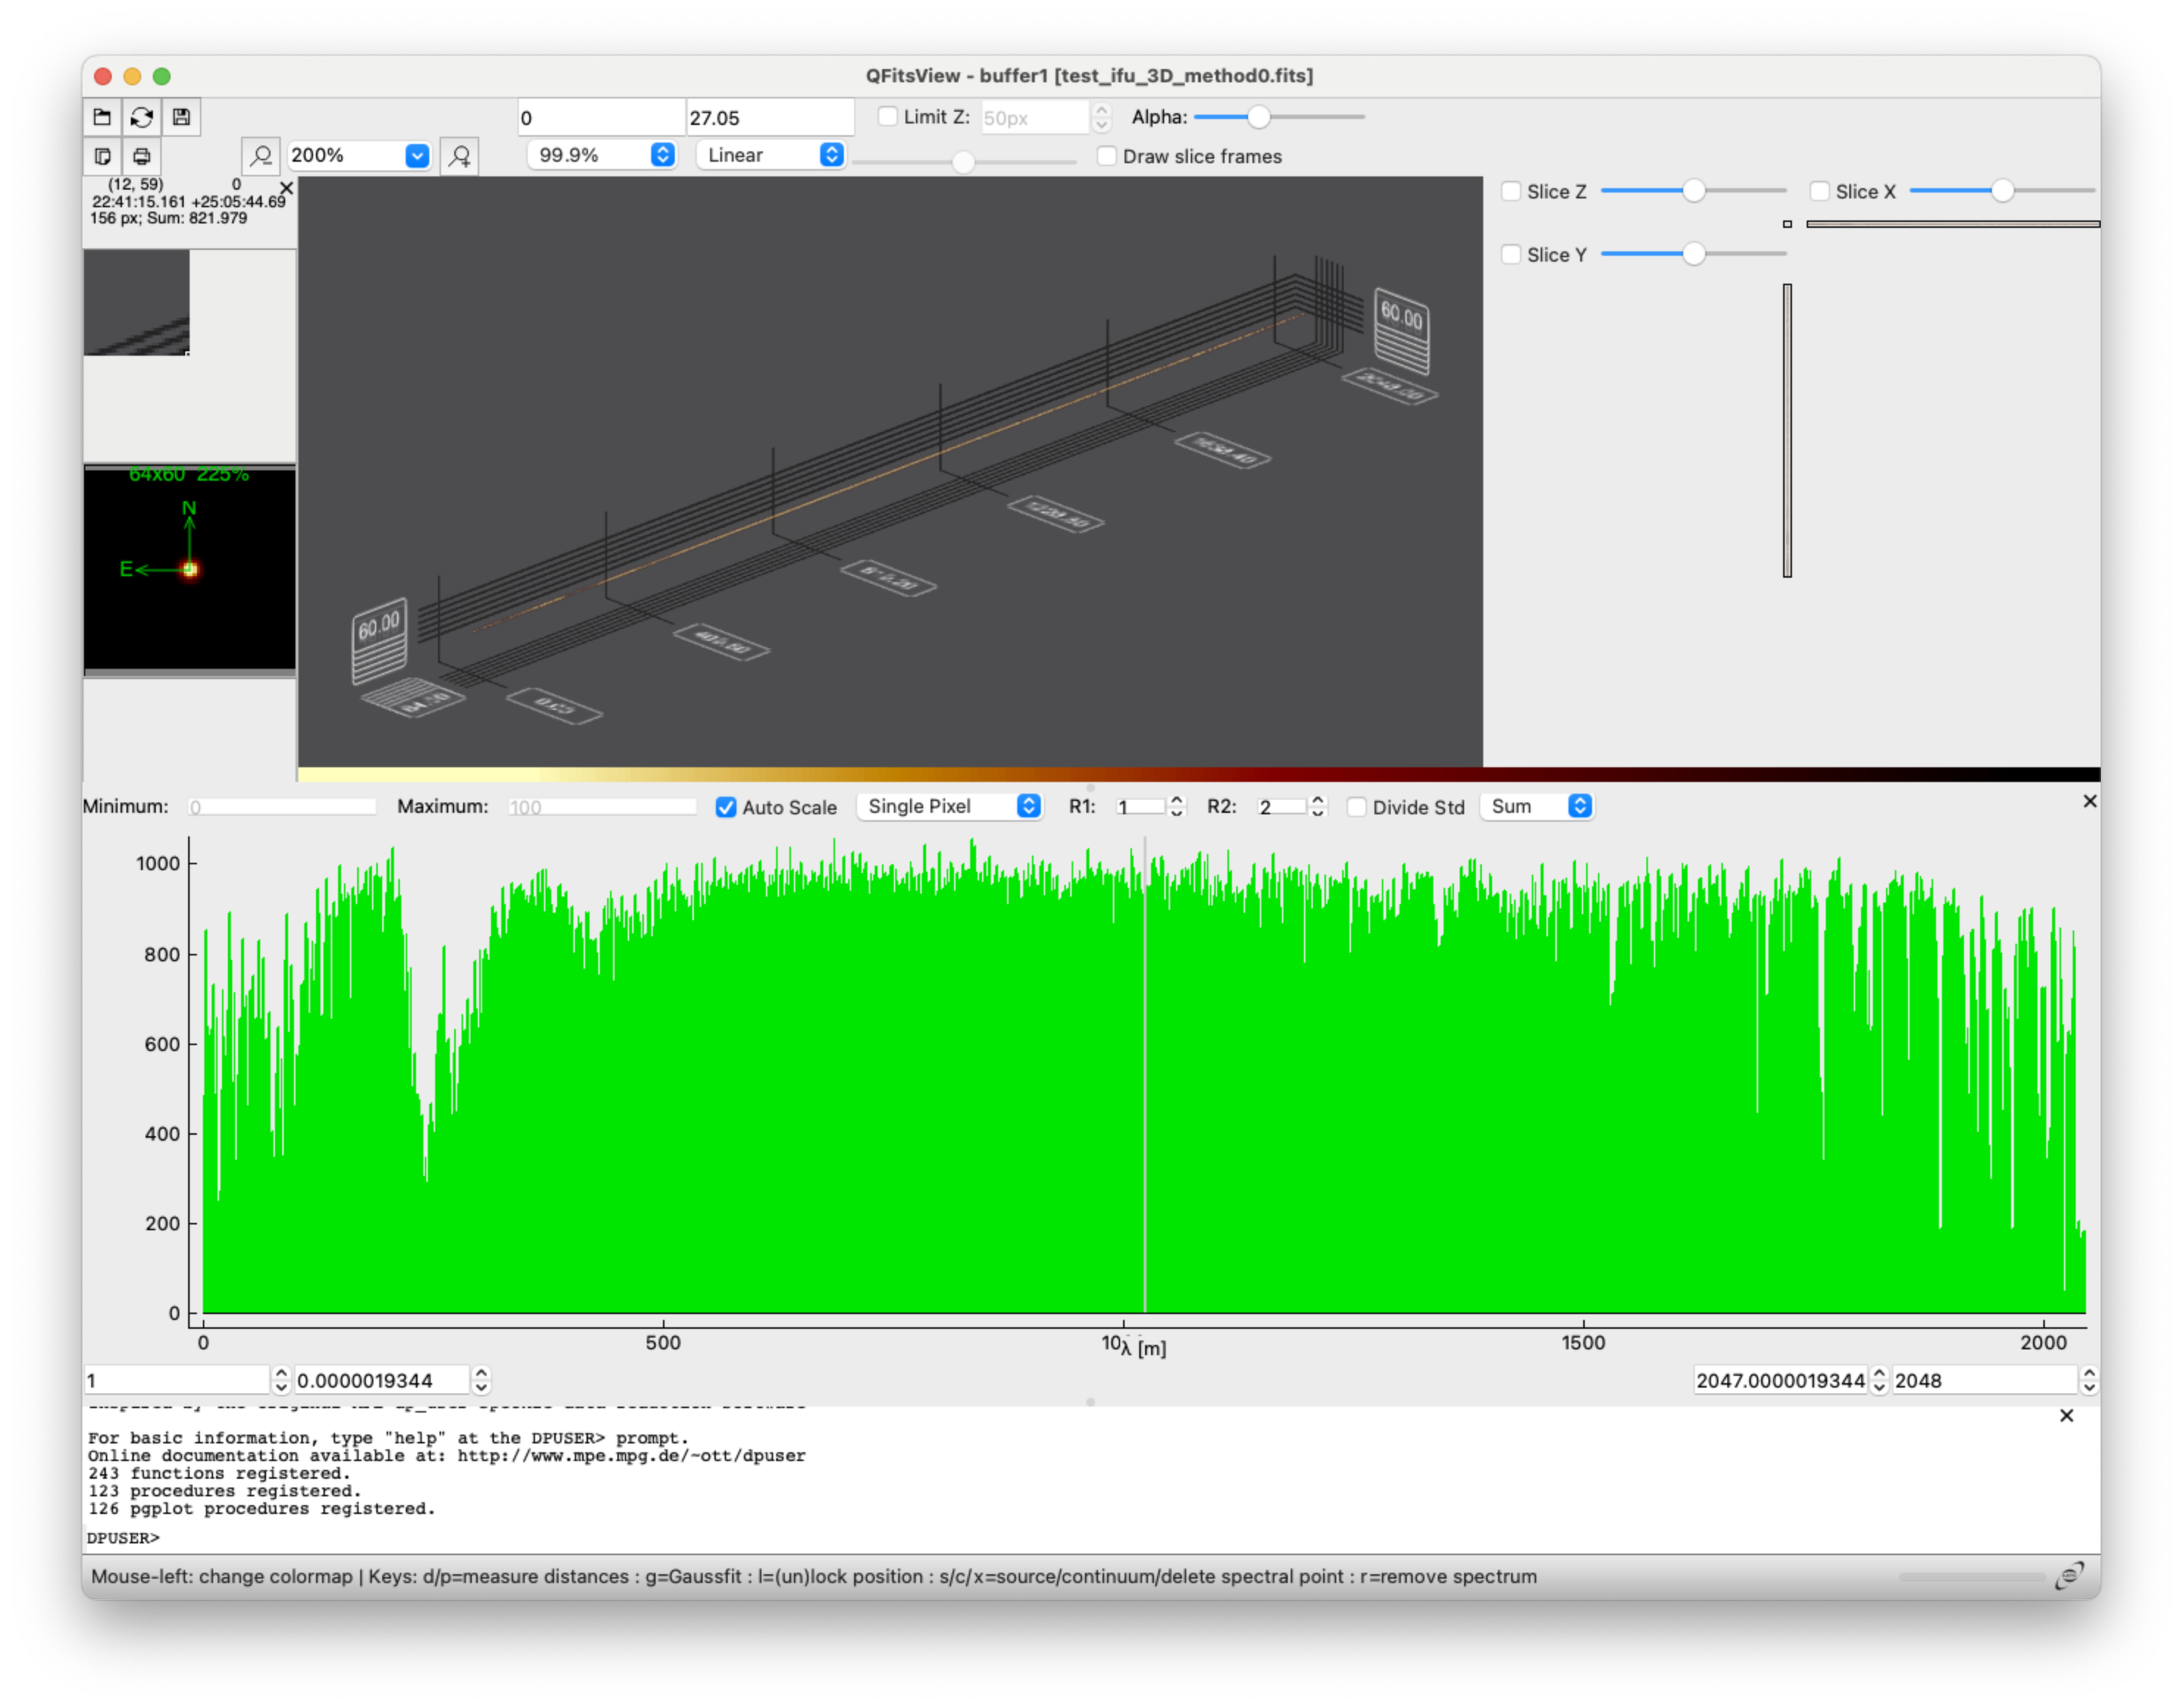 QFitsView - buffer1 [test_ifu_3D_method0.fits]
0 27.05 Limit Z: 50px Alpha:
200% 99.9% Linear Draw slice frames
(12, 59) 0
22:41:15.161 +25:05:44.69
156 px; Sum: 821.979
Slice Z Slice X
Slice Y
64x60 225%
N
E
60.00
60.00
Minimum: 0 Maximum: 100 Auto Scale Single Pixel R1: 1 R2: 2 Divide Std Sum
1000
800
600
400
200
0
0 500 10 1500 2000
λ [m]
1 0.0000019344 2047.0000019344 2048
For basic information, type "help" at the DPUSER> prompt.
Online documentation available at: http://www.mpe.mpg.de/~ott/dpuser
243 functions registered.
123 procedures registered.
126 pgplot procedures registered.
DPUSER>
Mouse-left: change colormap | Keys: d/p=measure distances : g=Gaussfit : l=(un)lock position : s/c/x=source/continuum/delete spectral point : r=remove spectrum